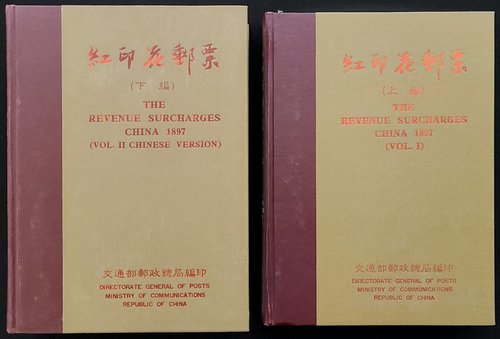 紅印花郵票
(下編)
THE
REVENUE SURCHARGES
CHINA 1897
(VOL. II CHINESE VERSION)
交通部郵政總局編印
DIRECTORATE GENERAL OF POSTS
MINISTRY OF COMMUNICATIONS
REPUBLIC OF CHINA
紅印花郵票
(上編)
THE
REVENUE SURCHARGES
CHINA 1897
(VOL. I)
交通部郵政總局編印
DIRECTORATE GENERAL OF POSTS
MINISTRY OF COMMUNICATIONS
REPUBLIC OF CHINA